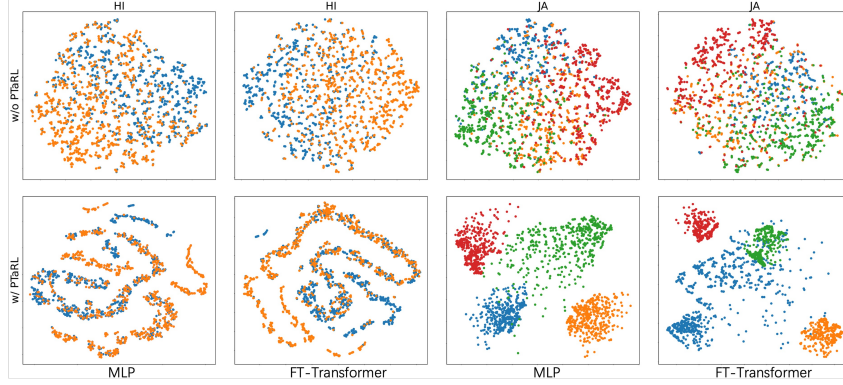 HI
HI
JA
JA
w/o PTaRL
w/ PTaRL
MLP
FT-Transformer
MLP
FT-Transformer